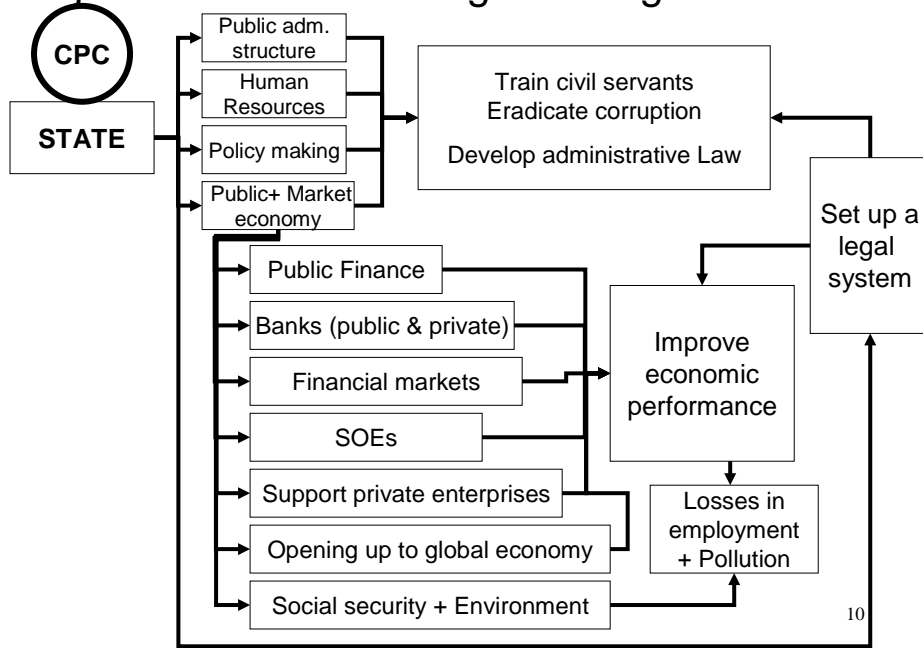 CPC
STATE
Public adm.
structure
Human
Resources
Policy making
Public+ Market
economy
Train civil servants
Eradicate corruption
Develop administrative Law
Set up a
legal
system
Public Finance
Banks (public & private)
Financial markets
SOEs
Support private enterprises
Opening up to global economy
Social security + Environment
Improve
economic
performance
Losses in
employment
+ Pollution
10